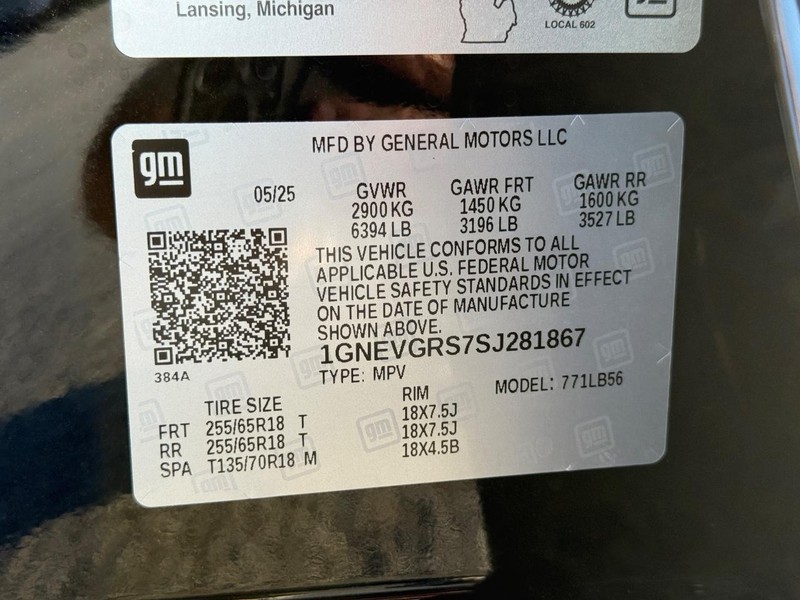 Lansing, Michigan
LOCAL 602
gm
MFD BY GENERAL MOTORS LLC
05/25
GVWR
2900 KG
6394 LB
GAWR FRT
1450 KG
3196 LB
GAWR RR
1600 KG
3527 LB
THIS VEHICLE CONFORMS TO ALL
APPLICABLE U.S. FEDERAL MOTOR
VEHICLE SAFETY STANDARDS IN EFFECT
ON THE DATE OF MANUFACTURE
SHOWN ABOVE.
1GNEVGRS7SJ281867
384A
TYPE: MPV
MODEL: 771LB56
TIRE SIZE
RIM
FRT 255/65R18 T 18X7.5J
RR 255/65R18 T 18X7.5J
SPA T135/70R18 M 18X4.5B